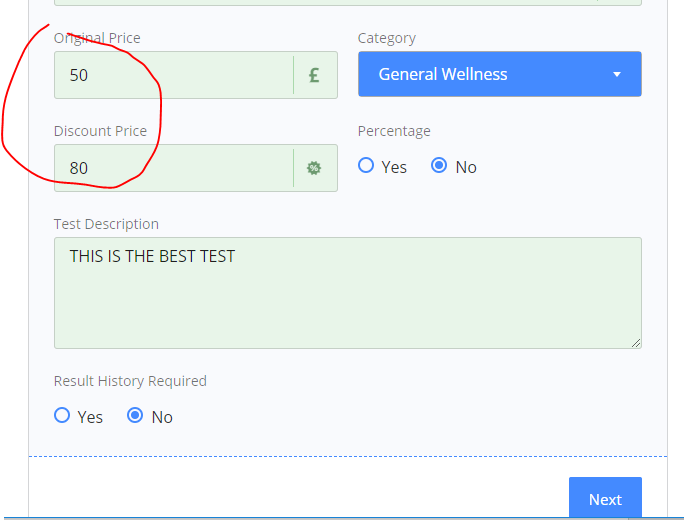 Original Price
Category
50 £
General Wellness
Discount Price
Percentage
80 %
Yes No
Test Description
THIS IS THE BEST TEST
Result History Required
Yes No
Next